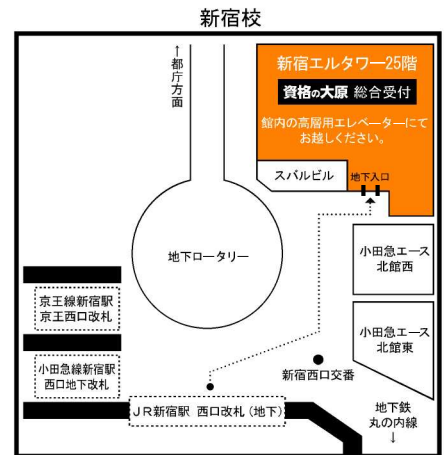 新宿校
↑都庁方面
新宿エルタワー25階
資格の大原 総合受付
館内の高層用エレベーターにて
お越しください。
スバルビル
地下入口
地下ロータリー
小田急エース
北館西
京王線新宿駅
京王西口改札
小田急エース
北館東
小田急線新宿駅
西口地下改札
新宿西口交番
JR新宿駅 西口改札(地下)
地下鉄
丸の内線
↓